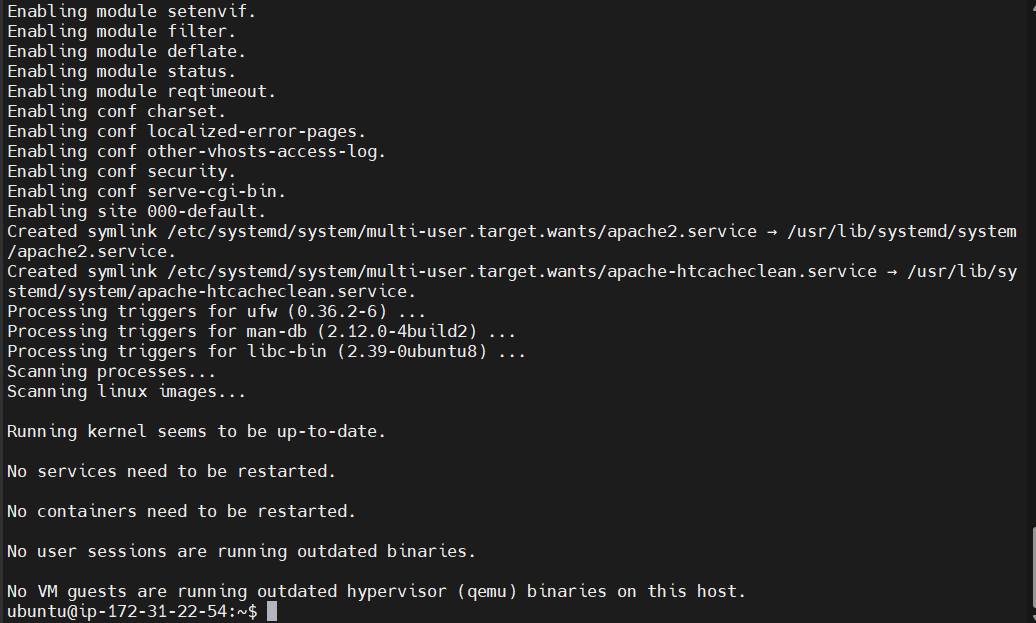 Enabling module setenvif.
Enabling module filter.
Enabling module deflate.
Enabling module status.
Enabling module reqtimeout.
Enabling conf charset.
Enabling conf localized-error-pages.
Enabling conf other-vhosts-access-log.
Enabling conf security.
Enabling conf serve-cgi-bin.
Enabling site 000-default.
Created symlink /etc/systemd/system/multi-user.target.wants/apache2.service → /usr/lib/systemd/system
/apache2.service.
Created symlink /etc/systemd/system/multi-user.target.wants/apache-htcacheclean.service → /usr/lib/sy
stemd/system/apache-htcacheclean.service.
Processing triggers for ufw (0.36.2-6) ...
Processing triggers for man-db (2.12.0-4build2) ...
Processing triggers for libc-bin (2.39-0ubuntu8) ...
Scanning processes...
Scanning linux images...
Running kernel seems to be up-to-date.
No services need to be restarted.
No containers need to be restarted.
No user sessions are running outdated binaries.
No VM guests are running outdated hypervisor (qemu) binaries on this host.
ubuntu@ip-172-31-22-54:~$